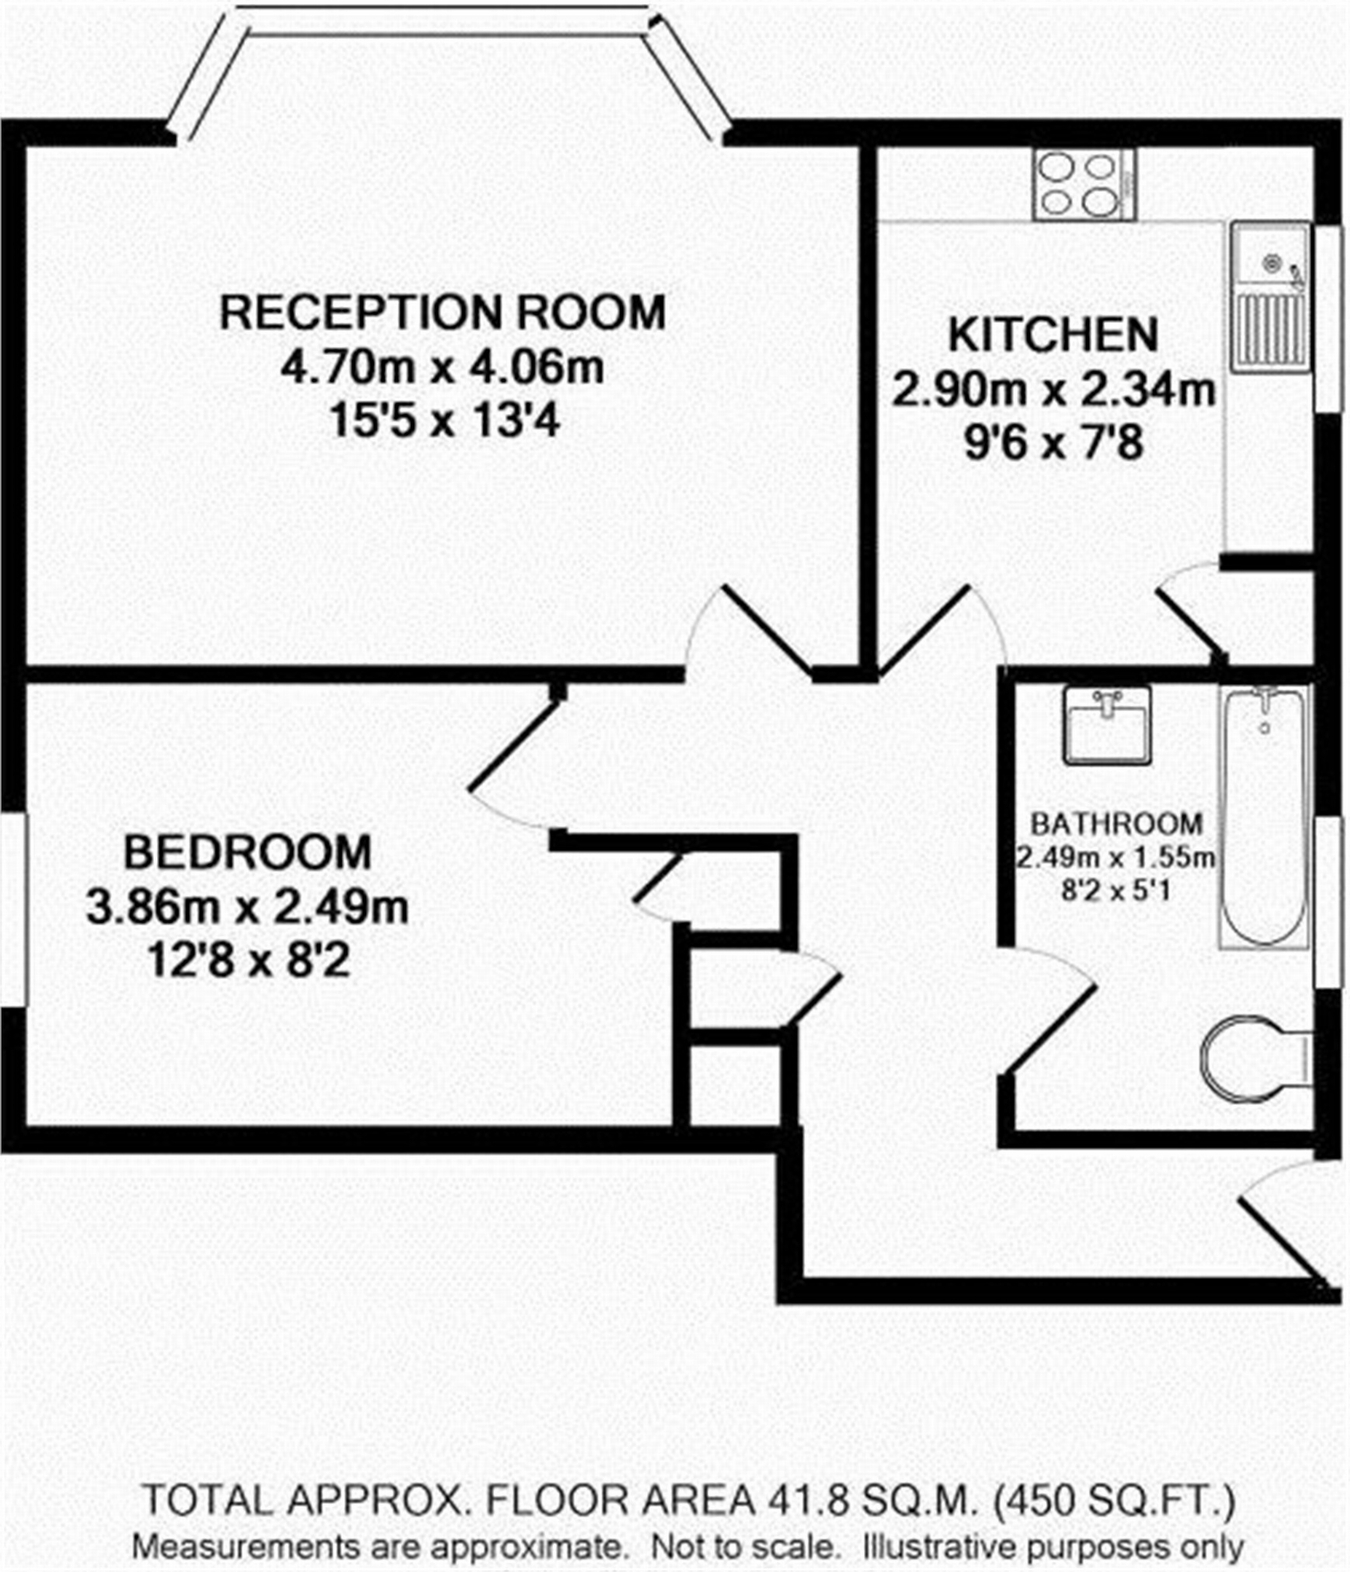 RECEPTION ROOM
4.70m x 4.06m
15'5 x 13'4
KITCHEN
2.90m x 2.34m
9'6 x 7'8
BEDROOM
3.86m x 2.49m
12'8 x 8'2
BATHROOM
2.49m x 1.55m
8'2 x 5'1
TOTAL APPROX. FLOOR AREA 41.8 SQ.M. (450 SQ.FT.)
Measurements are approximate. Not to scale. Illustrative purposes only